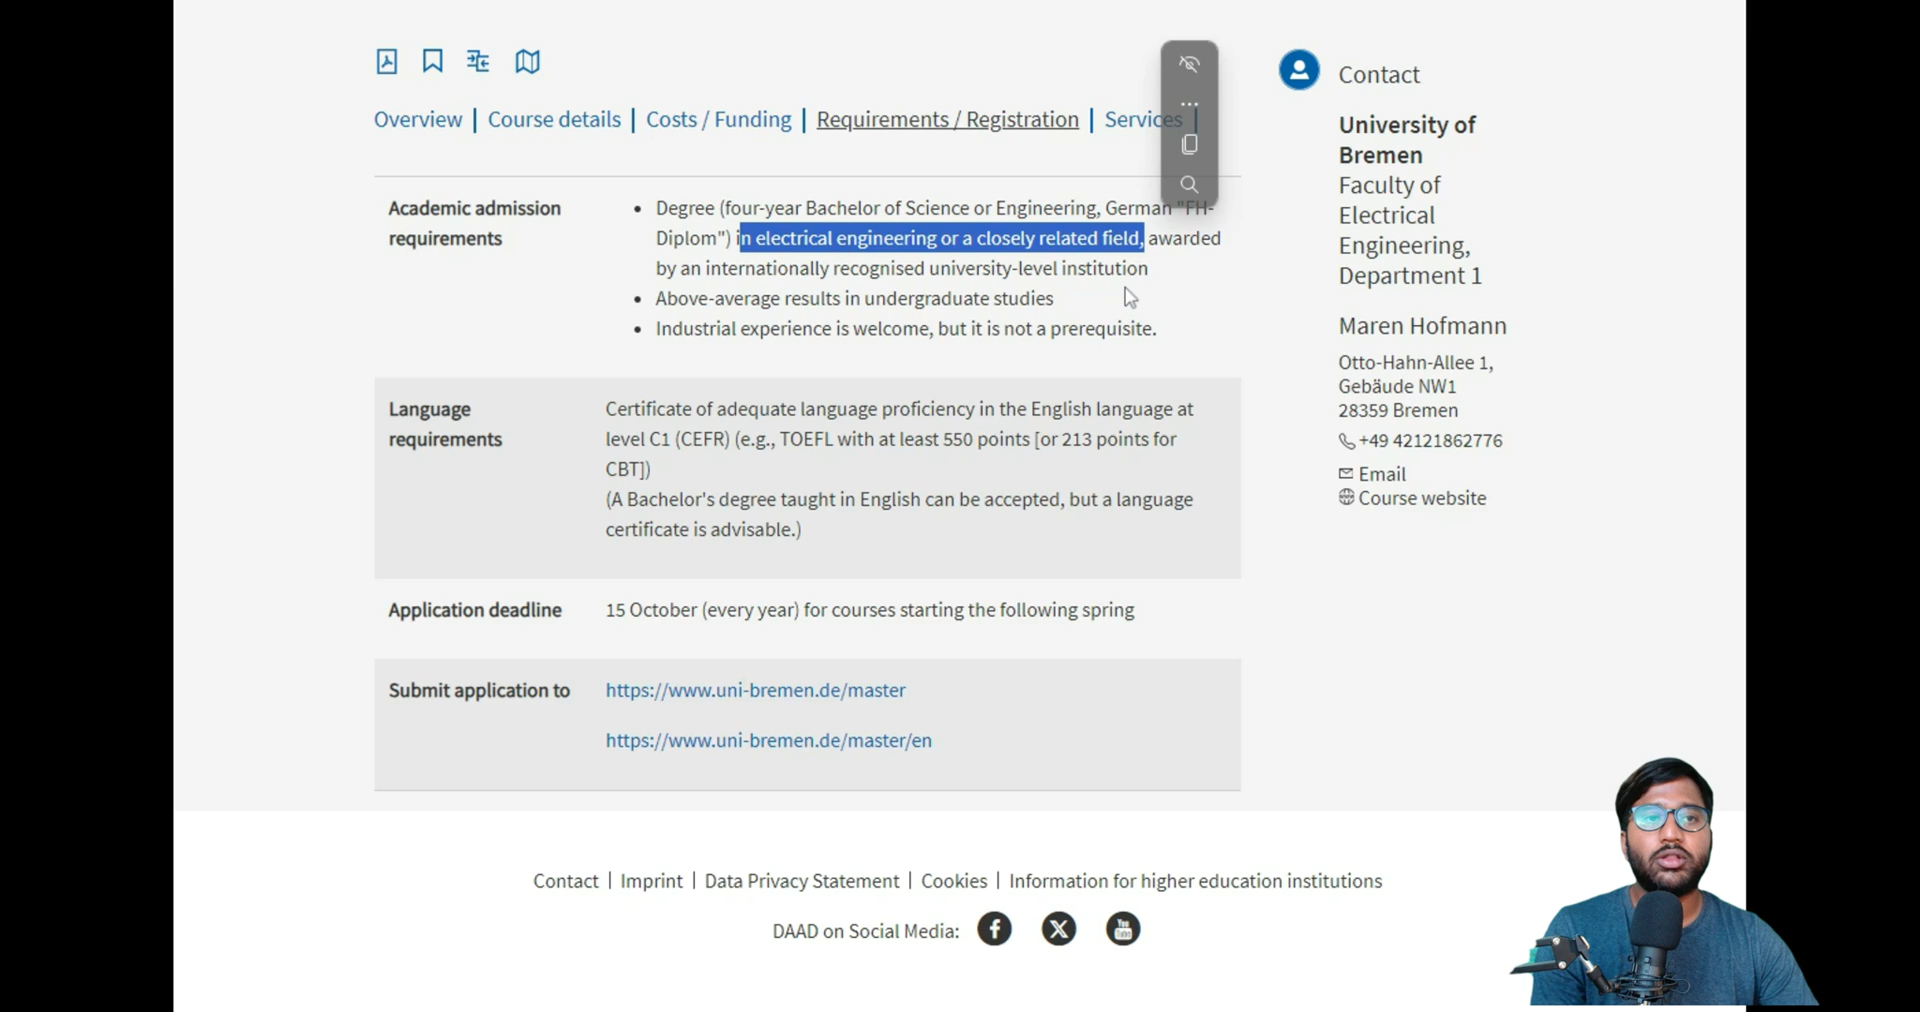 Overview | Course details | Costs / Funding | Requirements / Registration | Services |
Academic admission
requirements
• Degree (four-year Bachelor of Science or Engineering, German "FH-
Diplom") in electrical engineering or a closely related field, awarded
by an internationally recognised university-level institution
• Above-average results in undergraduate studies
• Industrial experience is welcome, but it is not a prerequisite.
Language
requirements
Certificate of adequate language proficiency in the English language at
level C1 (CEFR) (e.g., TOEFL with at least 550 points [or 213 points for
CBT])
(A Bachelor's degree taught in English can be accepted, but a language
certificate is advisable.)
Application deadline
15 October (every year) for courses starting the following spring
Submit application to
https://www.uni-bremen.de/master
https://www.uni-bremen.de/master/en
Contact
University of
Bremen
Faculty of
Electrical
Engineering,
Department 1
Maren Hofmann
Otto-Hahn-Allee 1,
Gebäude NW1
28359 Bremen
+49 42121862776
Email
Course website
Contact | Imprint | Data Privacy Statement | Cookies | Information for higher education institutions
DAAD on Social Media:
You
Tube